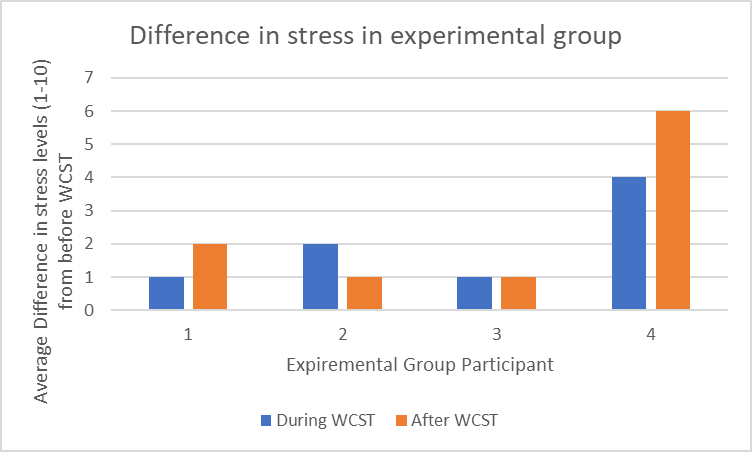 Difference in stress in experimental group
Average Difference in stress levels (1-10)
from before WCST
7
6
5
4
3
2
1
0
1 2 3 4
Expiremental Group Participant
During WCST After WCST